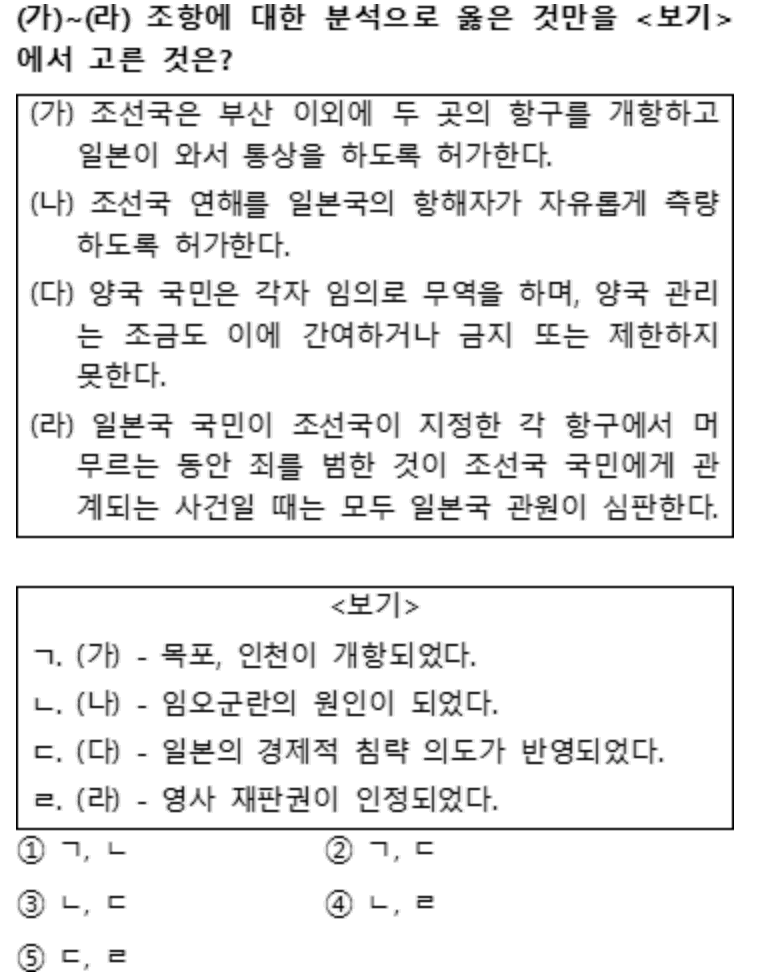 (가)~(라) 조항에 대한 분석으로 옳은 것만을 <보기>
에서 고른 것은?
(가) 조선국은 부산 이외에 두 곳의 항구를 개항하고
일본이 와서 통상을 하도록 허가한다.
(나) 조선국 연해를 일본국의 항해자가 자유롭게 측량
하도록 허가한다.
(다) 양국 국민은 각자 임의로 무역을 하며, 양국 관리
는 조금도 이에 간여하거나 금지 또는 제한하지
못한다.
(라) 일본국 국민이 조선국이 지정한 각 항구에서 머
무르는 동안 죄를 범한 것이 조선국 국민에게 관
계되는 사건일 때는 모두 일본국 관원이 심판한다.
<보기>
ㄱ. (가) - 목포, 인천이 개항되었다.
ㄴ. (나) - 임오군란의 원인이 되었다.
ㄷ. (다) - 일본의 경제적 침략 의도가 반영되었다.
ㄹ. (라) - 영사 재판권이 인정되었다.
① ㄱ, ㄴ ② ㄱ, ㄷ
③ ㄴ, ㄷ ④ ㄴ, ㄹ
⑤ ㄷ, ㄹ